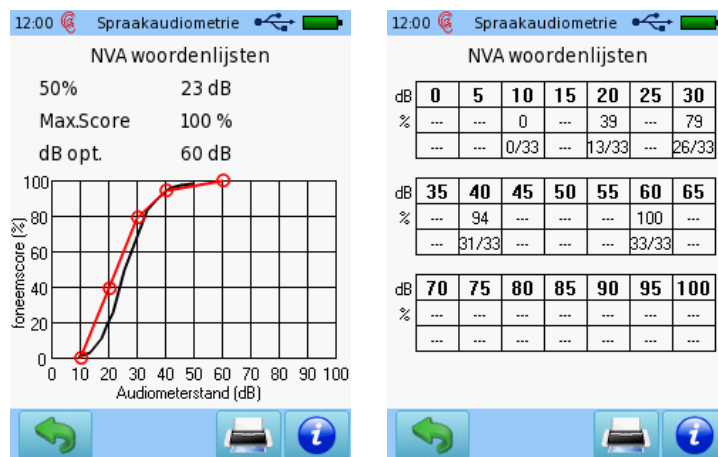 12:00 Spraakaudiometrie
NVA woordenlijsten
50% 23 dB
Max.Score 100 %
dB opt. 60 dB
foneemscore (%)
100
80
60
40
20
0
0 10 20 30 40 50 60 70 80 90 100
Audiometerstand (dB)
12:00 Spraakaudiometrie
NVA woordenlijsten
dB 0 5 10 15 20 25 30
% --- --- 0 --- 39 --- 79
--- --- 0/33 --- 13/33 --- 26/33
dB 35 40 45 50 55 60 65
% --- 94 --- --- --- 100 ---
--- 31/33 --- --- --- 33/33 ---
dB 70 75 80 85 90 95 100
% --- --- --- --- --- --- ---
--- --- --- --- --- --- ---